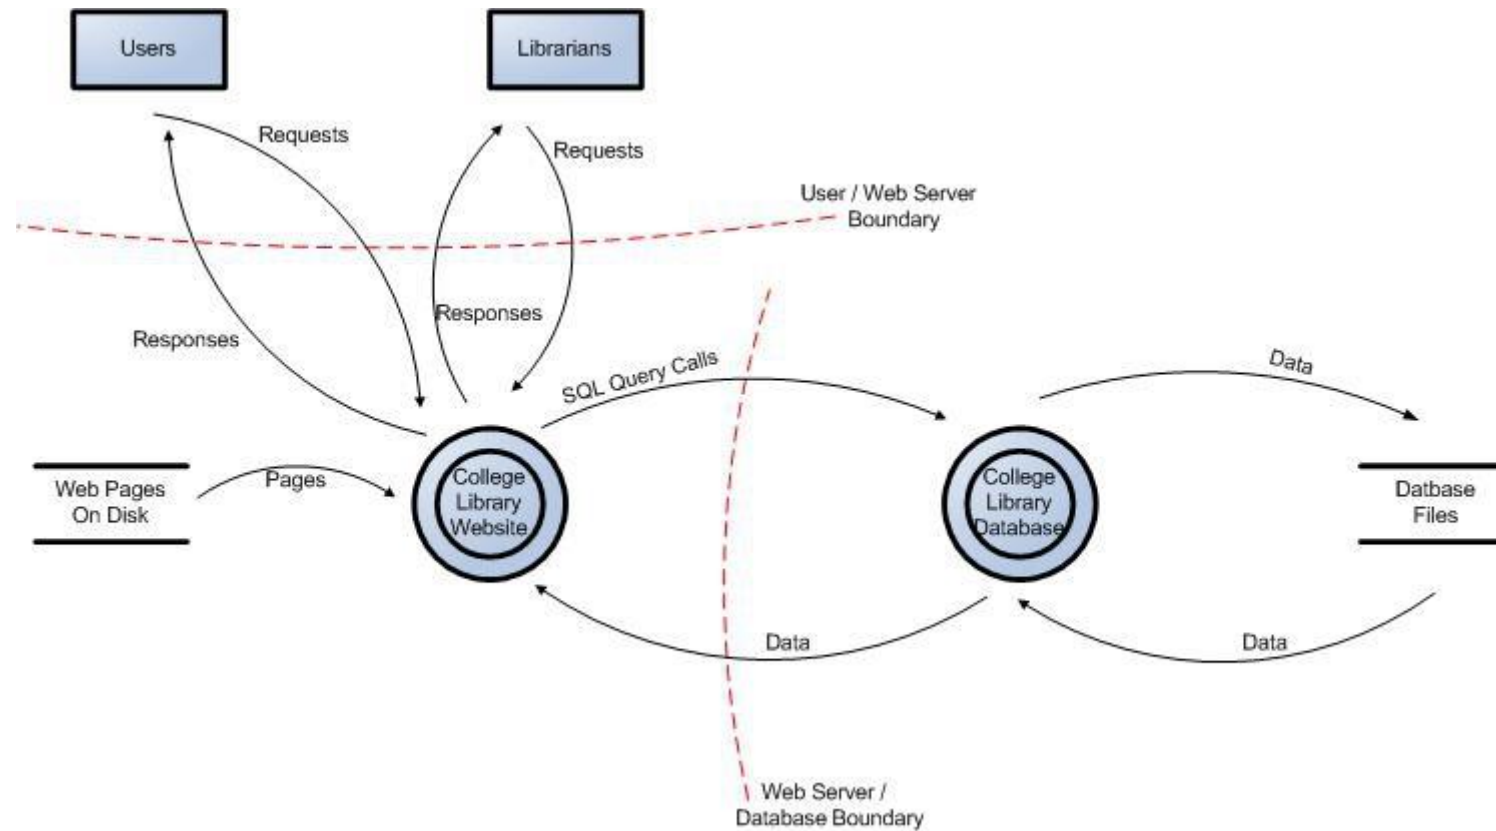 Users
Librarians
Requests
Requests
User / Web Server
Boundary
Responses
Responses
SQL Query Calls
Data
Web Pages
On Disk
Pages
College
Library
Website
College
Library
Database
Datbase
Files
Data
Data
Web Server /
Database Boundary